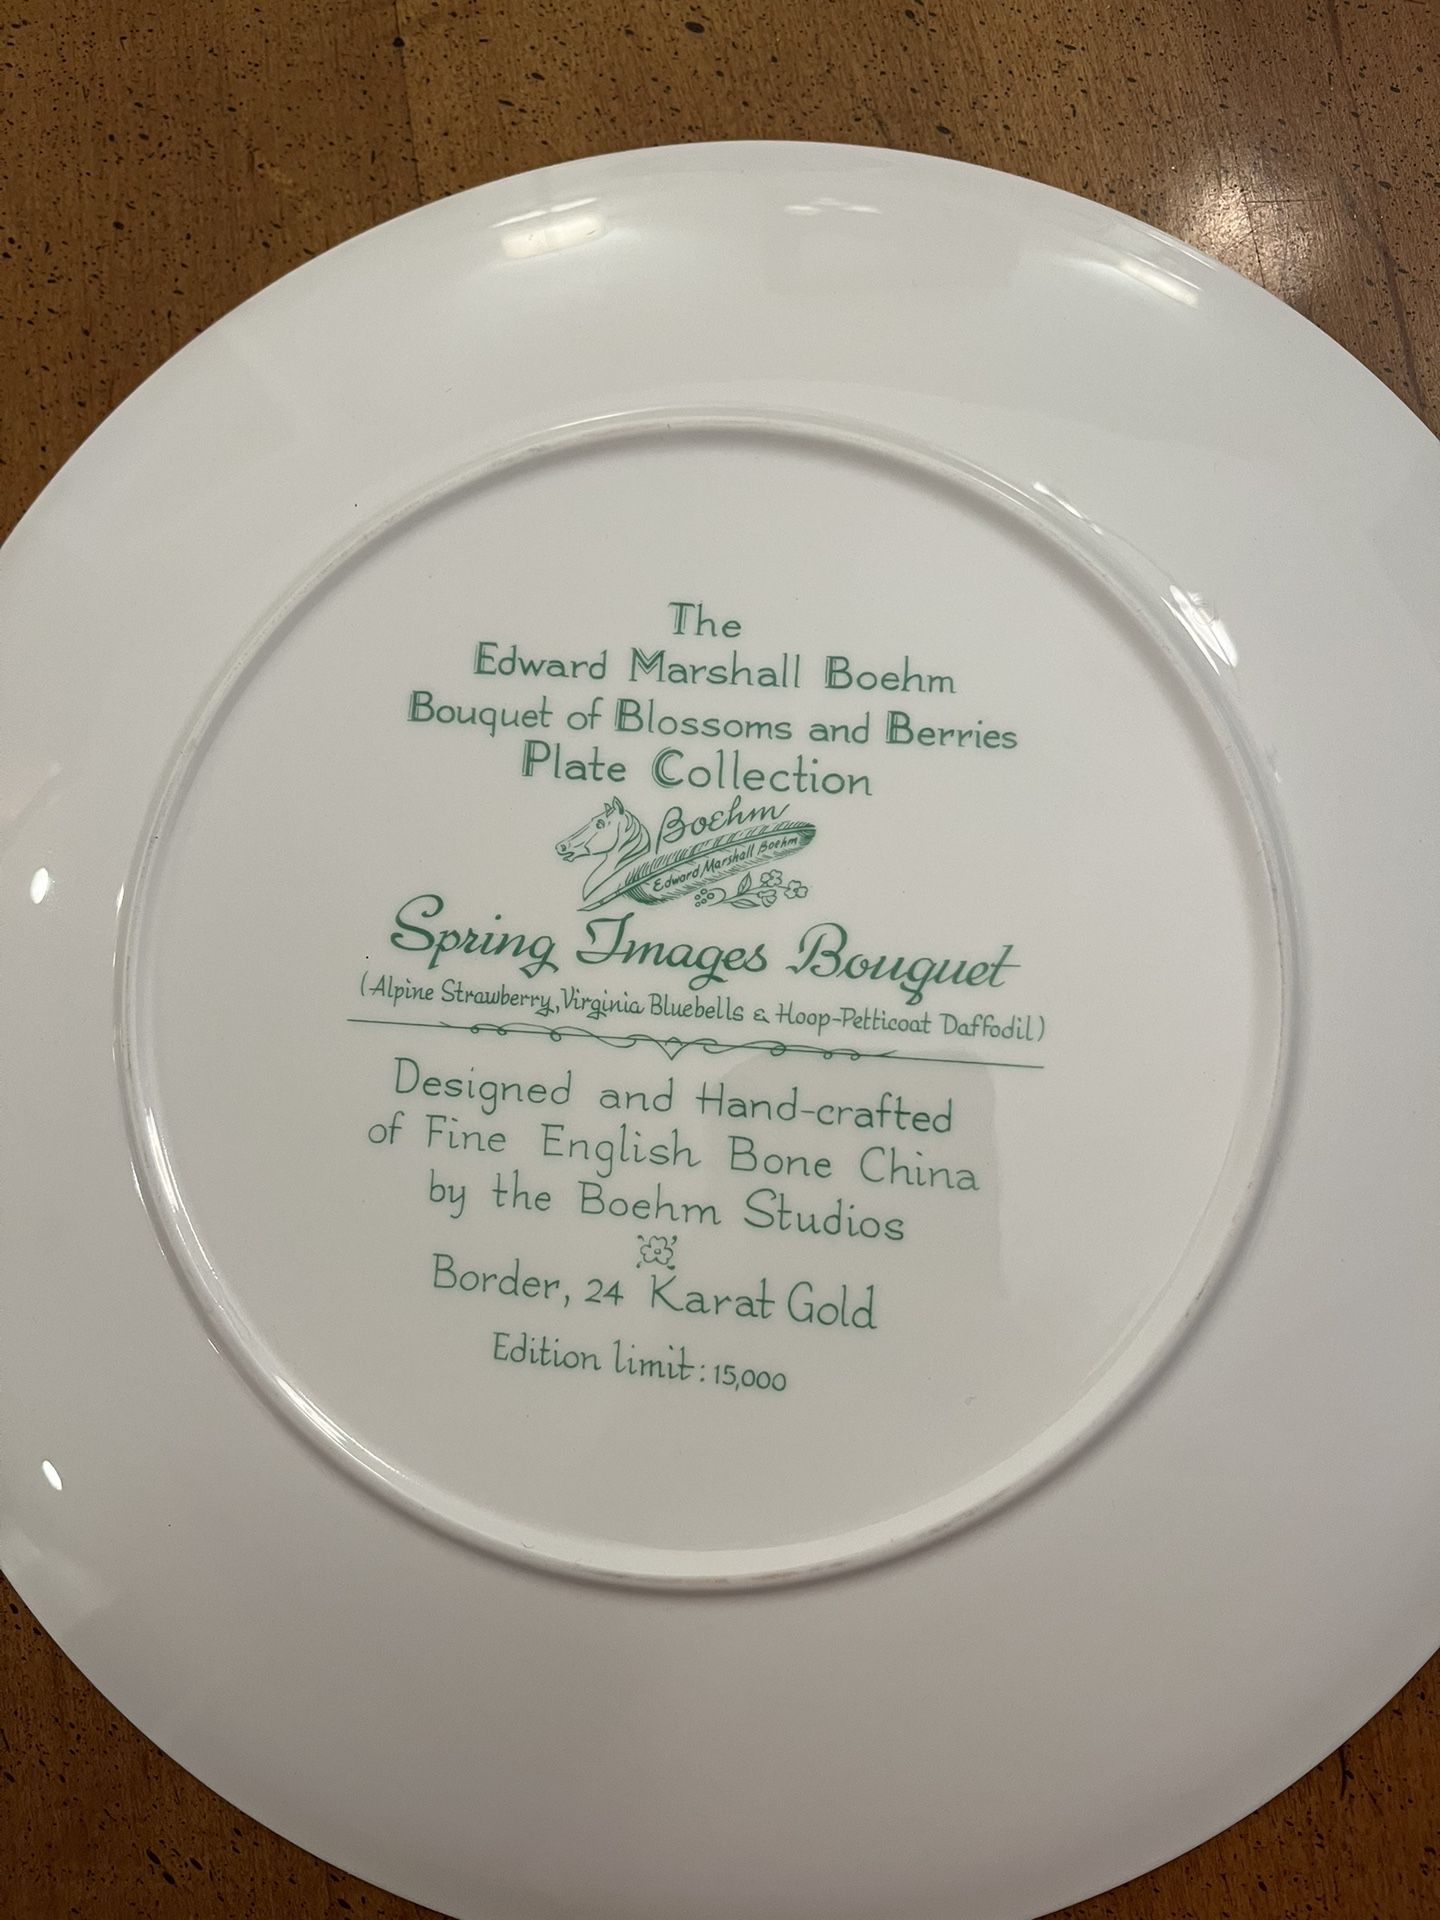 The
Edward Marshall Boehm
Bouquet of Blossoms and Berries
Plate Collection
Boehm
Edward Marshall Boehm
Spring Images Bouquet
(Alpine Strawberry, Virginia Bluebells & Hoop-Petticoat Daffodil)
Designed and Hand-crafted
of Fine English Bone China
by the Boehm Studios
Border, 24 Karat Gold
Edition limit: 15,000